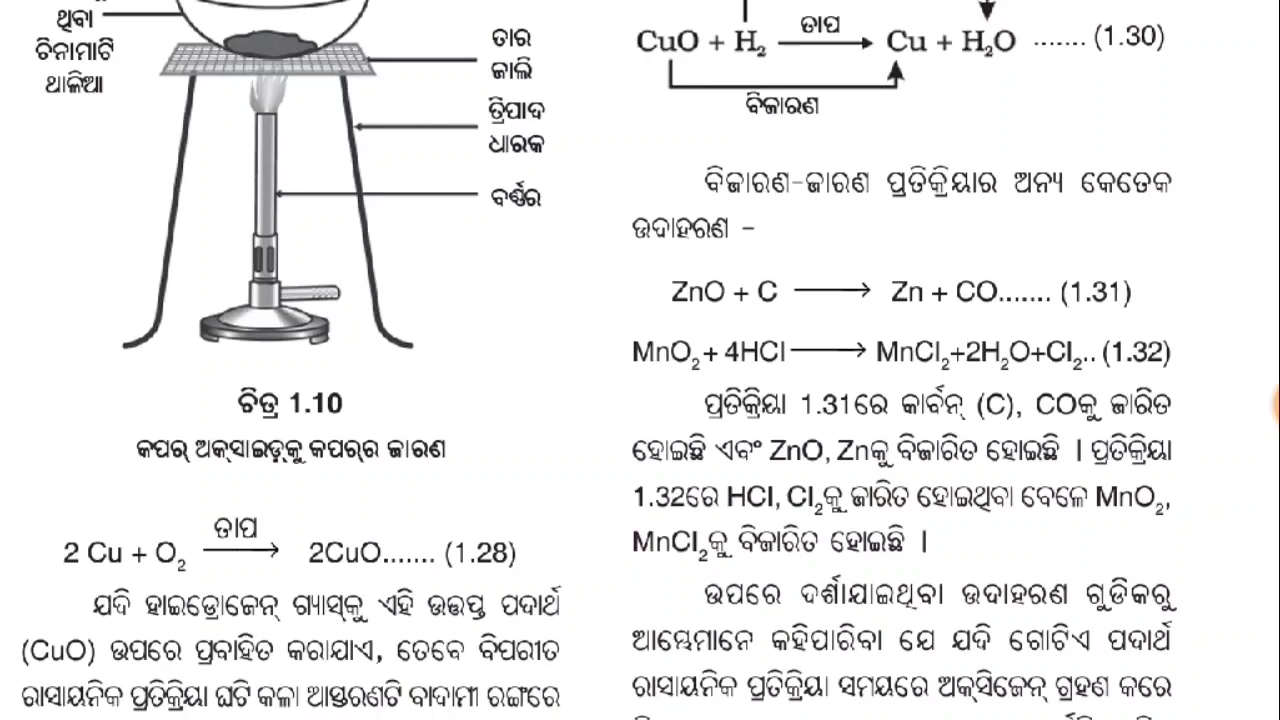 ଥିବା
ଚିନାମାଟି
ଥାଳିଆ
ତାର
ଜାଲି
ତ୍ରିପାଦ
ଧାରକ
ବର୍ଣ୍ଣର
ଚିତ୍ର 1.10
କପର୍ ଅକ୍‌ସାଇଡ୍‌କୁ କପର୍‌ର ଜାରଣ
ତାପ
2 Cu + O₂ ⟶ 2CuO....... (1.28)
ଯଦି ହାଇଡ୍ରୋଜେନ୍ ଗ୍ୟାସ୍‌କୁ ଏହି ଉତ୍ତପ୍ତ ପଦାର୍ଥ
(CuO) ଉପରେ ପ୍ରବାହିତ କରାଯାଏ, ତେବେ ବିପରୀତ
ରାସାୟନିକ ପ୍ରତିକ୍ରିୟା ଘଟି କଳା ଆସ୍ତରଣଟି ବାଦାମୀ ରଙ୍ଗରେ
ତାପ
CuO + H₂ ⟶ Cu + H₂O ....... (1.30)
ବିଜାରଣ
ବିଜାରଣ-ଜାରଣ ପ୍ରତିକ୍ରିୟାର ଅନ୍ୟ କେତେକ
ଉଦାହରଣ –
ZnO + C ⟶ Zn + CO....... (1.31)
MnO₂ + 4HCl ⟶ MnCl₂+2H₂O+Cl₂.. (1.32)
ପ୍ରତିକ୍ରିୟା 1.31ରେ କାର୍ବନ୍ (C), COକୁ ଜାରିତ
ହୋଇଛି ଏବଂ ZnO, Znକୁ ବିଜାରିତ ହୋଇଛି । ପ୍ରତିକ୍ରିୟା
1.32ରେ HCl, Cl₂କୁ ଜାରିତ ହୋଇଥିବା ବେଳେ MnO₂,
MnCl₂କୁ ବିଜାରିତ ହୋଇଛି ।
ଉପରେ ଦର୍ଶାଯାଇଥିବା ଉଦାହରଣ ଗୁଡିକରୁ
ଆମ୍ଭେମାନେ କହିପାରିବା ଯେ ଯଦି ଗୋଟିଏ ପଦାର୍ଥ
ରାସାୟନିକ ପ୍ରତିକ୍ରିୟା ସମୟରେ ଅକ୍‌ସିଜେନ୍ ଗ୍ରହଣ କରେ